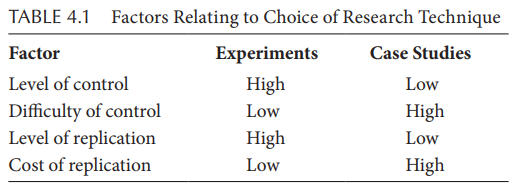 TABLE 4.1 Factors Relating to Choice of Research Technique
Factor Experiments Case Studies
Level of control High Low
Difficulty of control Low High
Level of replication High Low
Cost of replication Low High